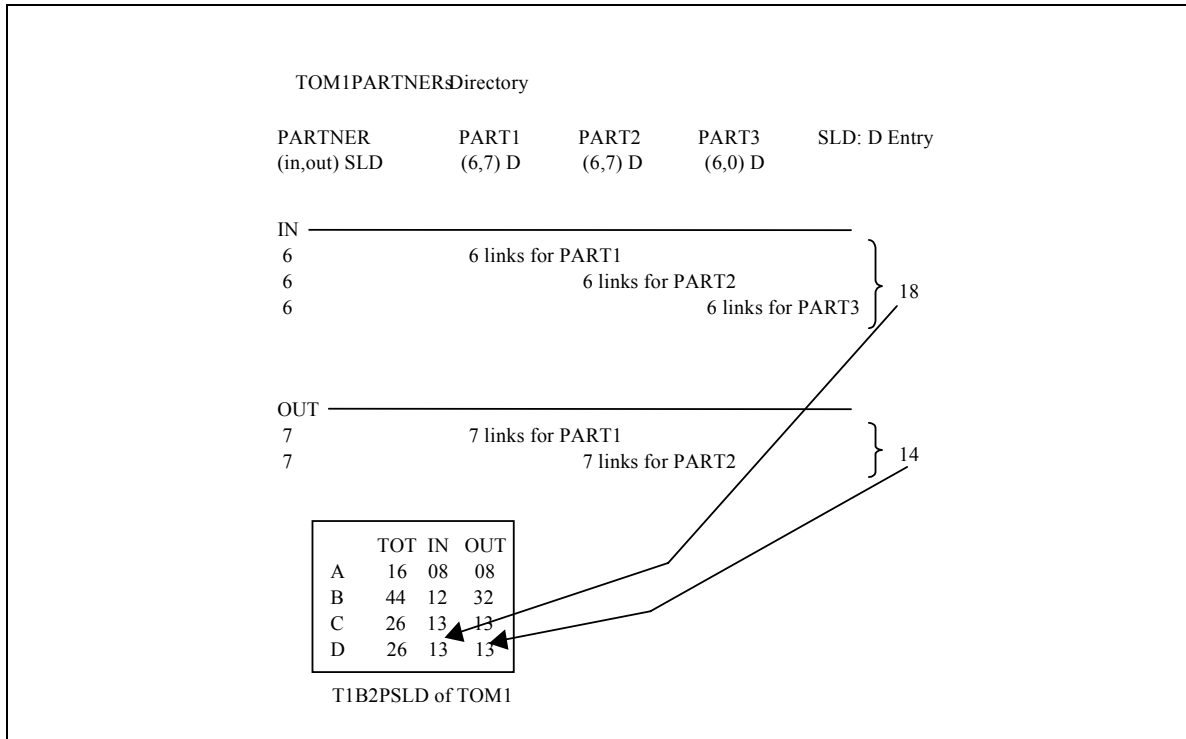 TOM1PARTNERsDirectory
PARTNER PART1 PART2 PART3 SLD: D Entry
(in,out) SLD (6,7) D (6,7) D (6,0) D
IN
6 6 links for PART1
6 6 links for PART2
6 6 links for PART3
18
OUT
7 7 links for PART1
7 7 links for PART2
14
TOT IN OUT
A 16 08 08
B 44 12 32
C 26 13 13
D 26 13 13
T1B2PSLD of TOM1